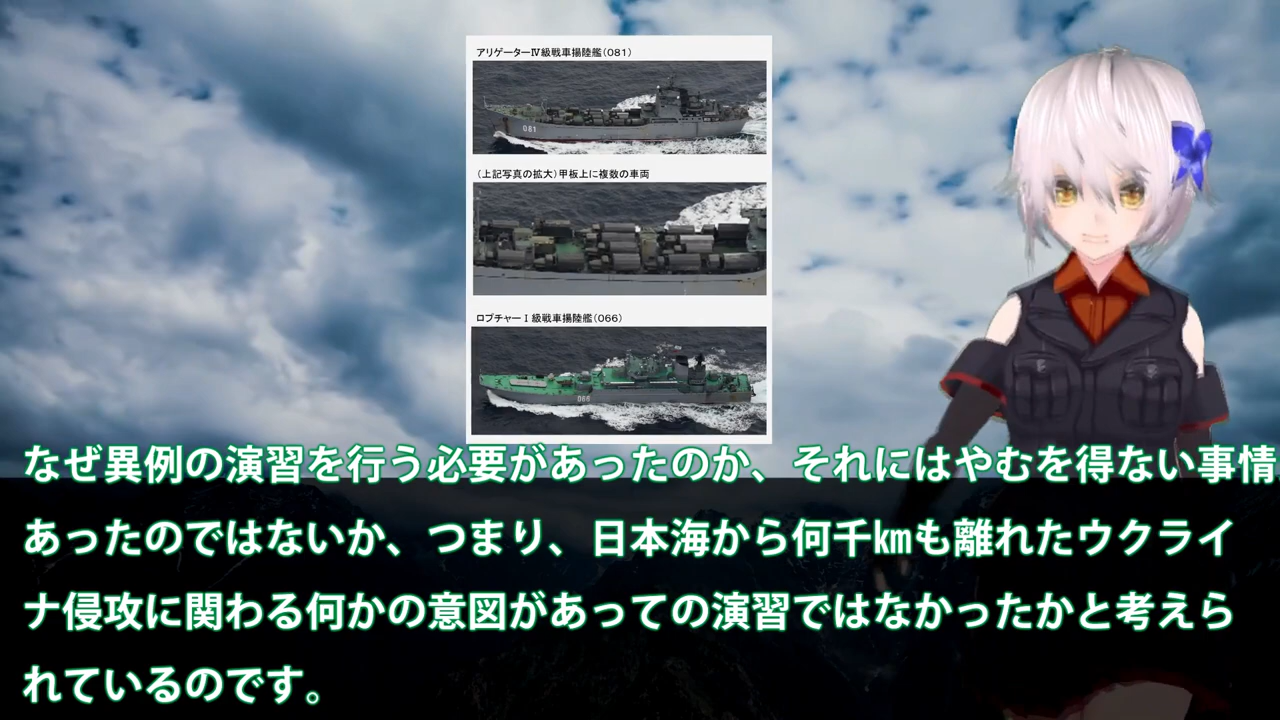 アリゲーターⅣ級戦車揚陸艦（081）
081
（上記写真の拡大）甲板上に複数の車両
ロプチャーⅠ級戦車揚陸艦（066）
066
なぜ異例の演習を行う必要があったのか、それにはやむを得ない事情
あったのではないか、つまり、日本海から何千㎞も離れたウクライ
ナ侵攻に関わる何かの意図があっての演習ではなかったかと考えら
れているのです。